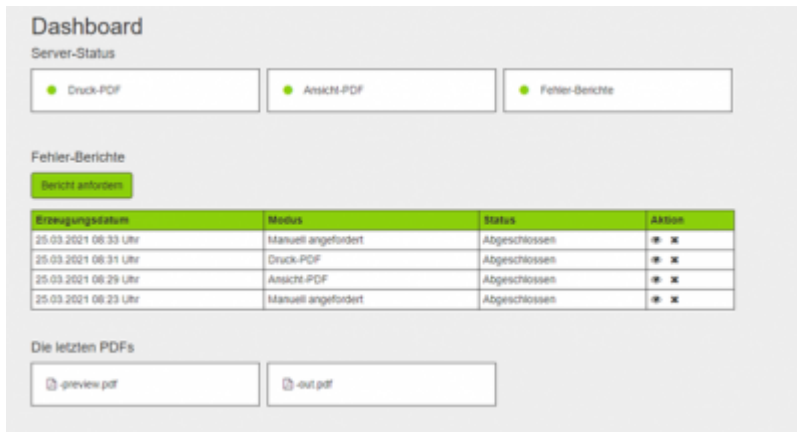 Dashboard
Server-Status
Druck-PDF Ansicht-PDF Fehler-Berichte
Fehler-Berichte
Bericht anfordern
Erzeugungsdatum Modus Status Aktion
25.03.2021 08:33 Uhr Manuell angefordert Abgeschlossen
25.03.2021 08:31 Uhr Druck-PDF Abgeschlossen
25.03.2021 08:29 Uhr Ansicht-PDF Abgeschlossen
25.03.2021 08:23 Uhr Manuell angefordert Abgeschlossen
Die letzten PDFs
-preview.pdf -out.pdf